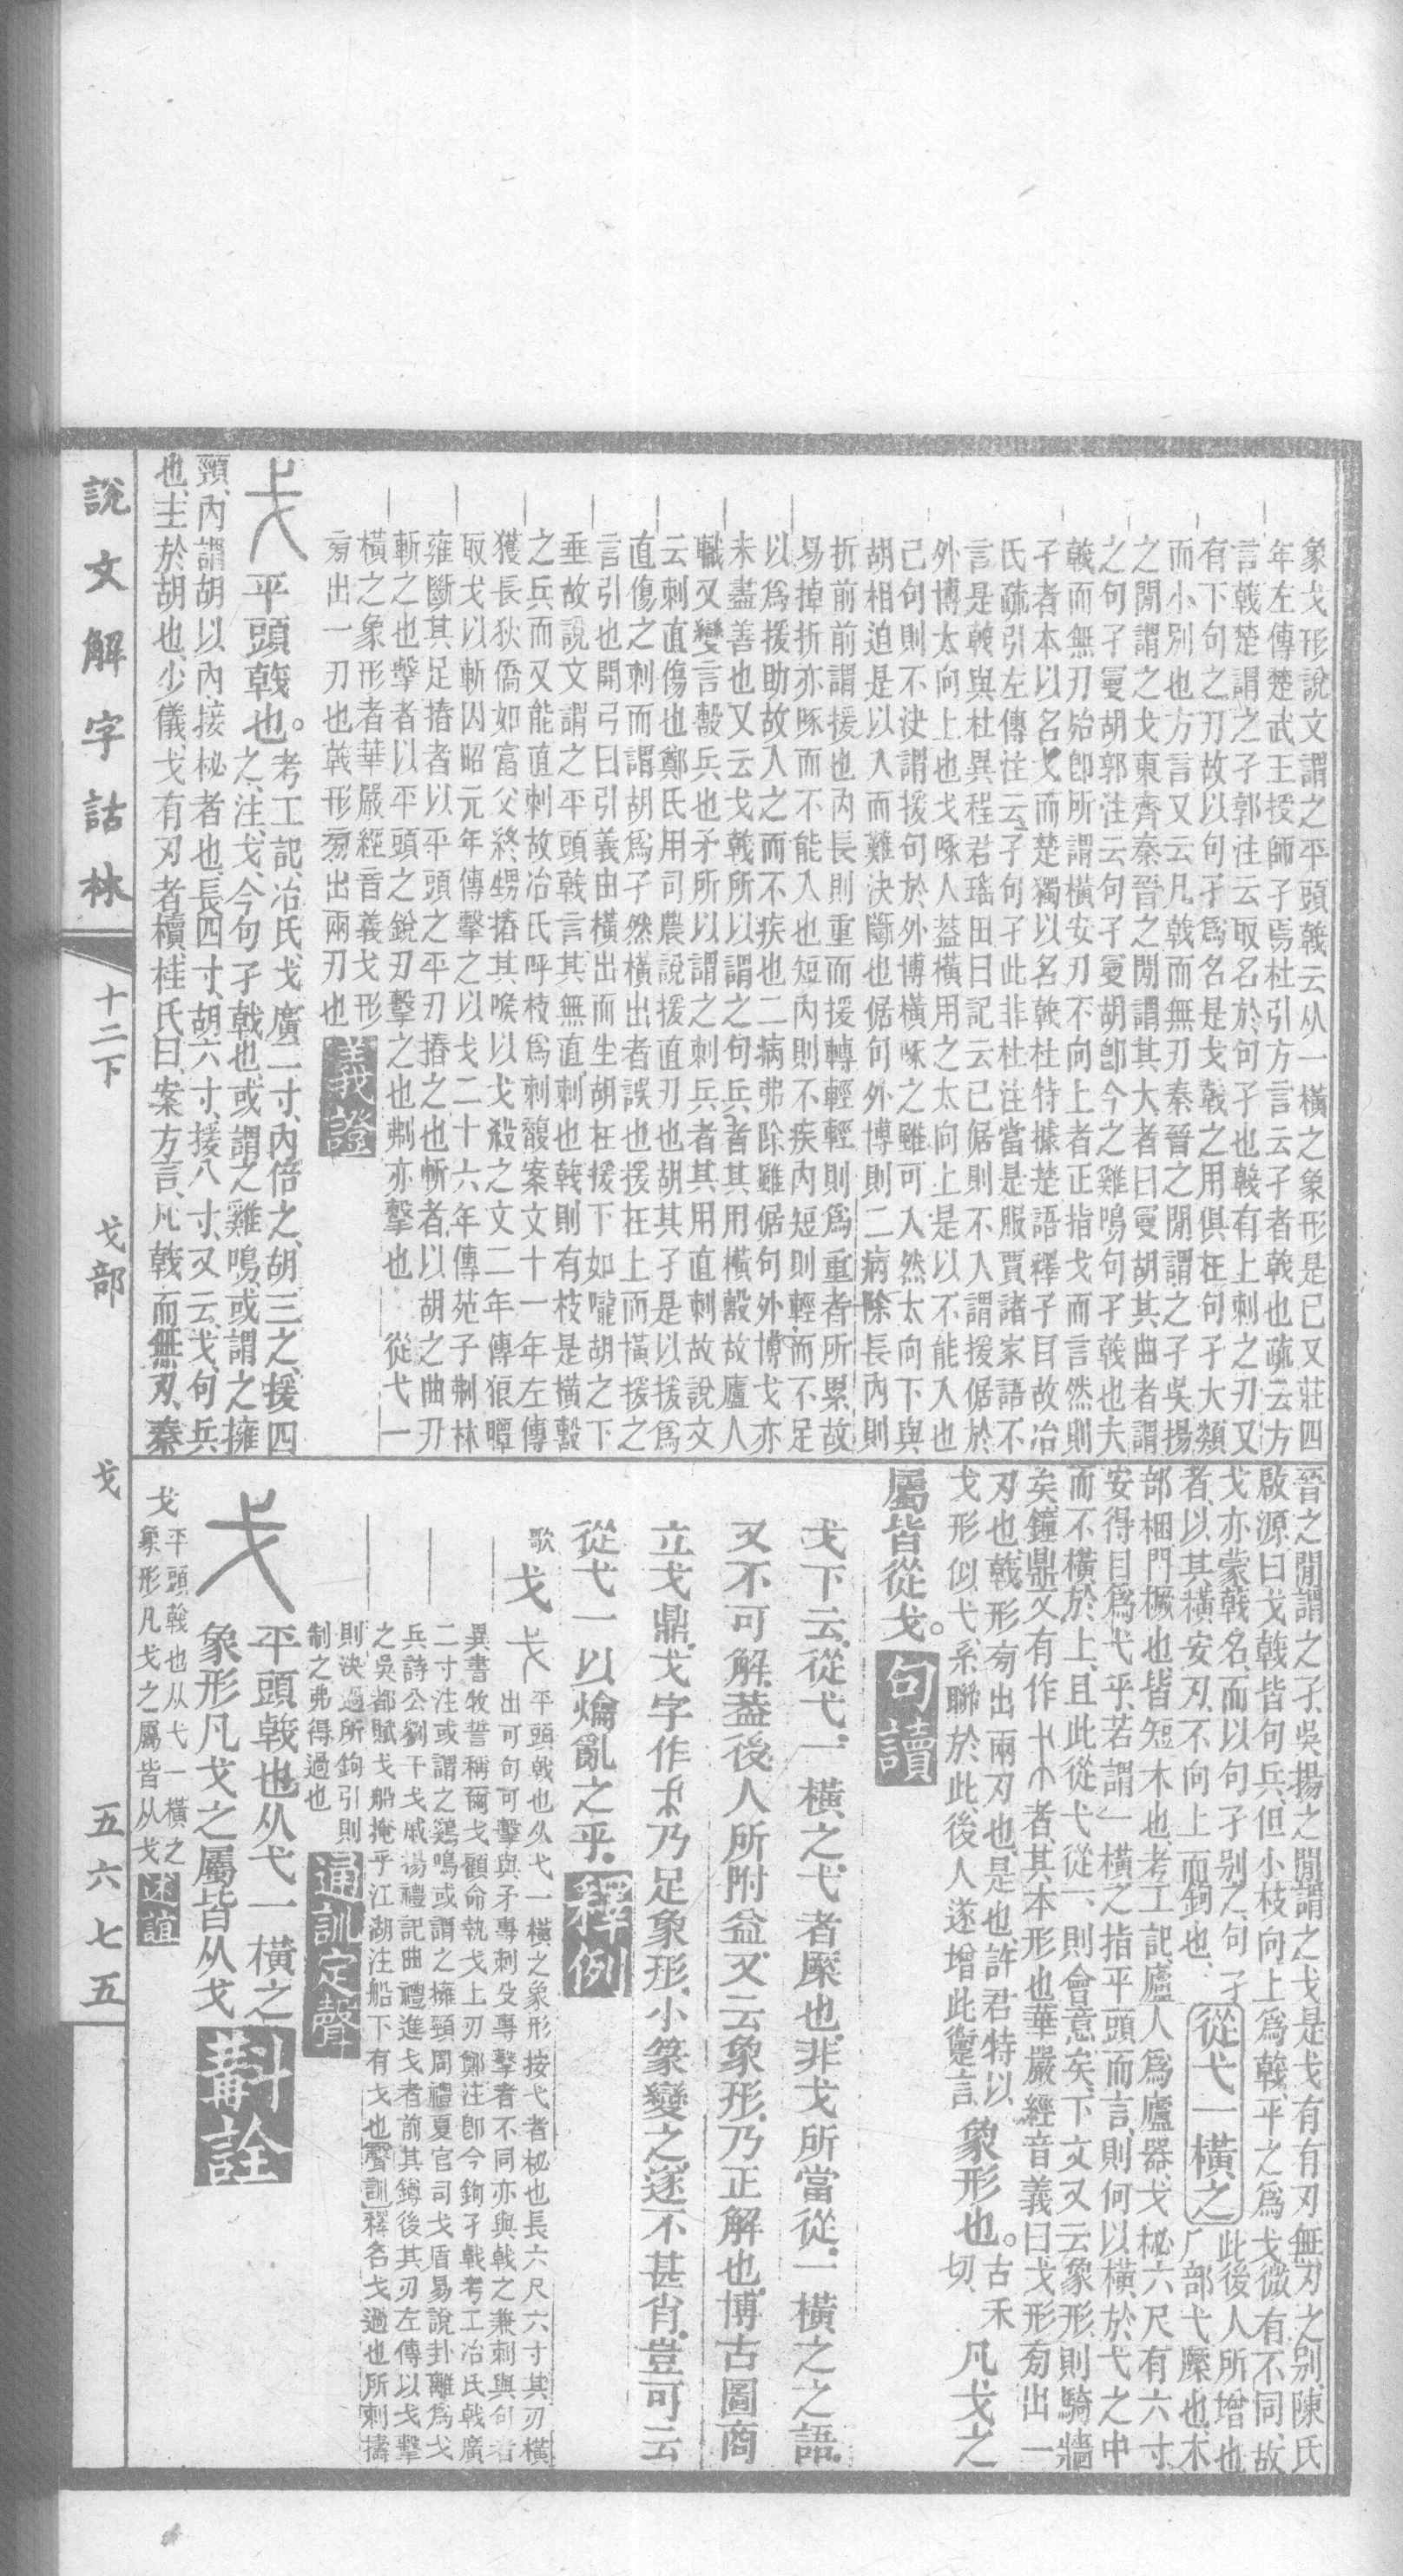 象戈形說文謂之平頭戟云从一橫之象形是已又莊四
年左傳楚武王授師孑焉杜引方言云孑者戟也疏云方
言戟楚謂之孑郭注云取名於句孑也戟有上刺之刃又
有下句之刃故以句孑爲名是戈戟之用俱在句孑大類
而小別也方言又云凡戟而無刃秦晉之閒謂之孑吳揚
之閒謂之戈東齊秦晉之閒謂其大者曰曼胡其曲者謂
之句孑曼胡郭注云句孑曼胡卽今之雞鳴句孑戟也夫
戟而無刃殆卽所謂橫安刃不向上者正指戈而言然則
孑者本以名戈而楚獨以名戟杜特據楚語釋孑目故冶
氏疏引左傳注云孑句孑此非杜注當是服賈諸家語不
言是戟與杜異程君瑤田曰記云已倨則不入謂援倨於
外博太向上也戈啄人蓋橫用之太向上是以不能入也
已句則不決謂援句於外博橫啄之雖可入然太向下與
胡相迫是以入而難決斷也倨句外博則二病除長內則
折前前謂援也內長則重而援轉輕輕則爲重者所累故
易掉折亦啄而不能入也短內則不疾內短則輕而不足
以爲援助故入之而不疾也二病弗除雖倨句外博戈亦
未盡善也又云戈戟所以謂之句兵者其用橫毄故廬人
職又變言毄兵也矛所以謂之刺兵者其用直刺故說文
云刺直傷也鄭氏用司農說援直刃也胡其孑是以援爲
直傷之刺而謂胡爲孑然橫出者誤也援在上而橫援之
言引也開弓曰引義由橫出而生胡在援下如嚨胡之下
垂故說文謂之平頭戟言其無直刺也戟則有枝是橫毄
之兵而又能直刺故冶氏呼枝爲刺馥案文十一年左傳
獲長狄僑如富父終甥摏其喉以戈殺之文二年傳狼瞫
取戈以斬囚昭元年傳擊之以戈二十六年傳苑子刜林
雍斷其足摏者以平頭之平刃摏之也斬者以胡之曲刃
斬之也擊者以平頭之銳刃擊之也刜亦擊也　從弋一
橫之象形者華嚴經音義戈形
㫄出一刃也戟形㫄出兩刃也義證
戈平頭戟也。考工記、冶氏、戈廣二寸、內倍之、胡三之、援四
之、注、戈、今句孑戟也、或謂之雞鳴、或謂之擁
頸、內謂胡以內、接柲者也、長四寸、胡六寸、援八寸、又云、戈、句兵
也、主於胡也、少儀、戈有刃者櫝、桂氏曰、案方言、凡戟而無刃、秦
晉之閒謂之孑、吳揚之閒謂之戈是戈有有刃無刃之別、陳氏
啟源曰戈戟皆句兵、但小枝向上爲戟、平之爲戈微有不同、故
戈亦蒙戟名、而以句孑別之、句孑
者、以其橫安刃、不向上而鉤也、從弋一橫之此後人所增也
厂部弋橜也、木
部梱門橛也、皆短木也、考工記、廬人爲廬器、戈柲六尺有六寸、
安得目爲弋乎、若謂一橫之指平頭而言、則何以橫於弋之中
而不橫於上、且此從弋從一、則會意矣、下文又云象形、則騎牆
矣、鐘鼎文有作者、其本形也、華嚴經音義曰戈形㫄出一
刃也、戟形㫄出兩刃也、是也、許君特以
戈形似弋、系聯於此、後人遂增此躗言、象形也。古禾
切、凡戈之
屬皆從戈。句讀
戈下云、從弋一、橫之、弋者橜也、非戈所當從、一橫之之語、
又不可解、蓋後人所附益、又云象形、乃正解也、博古圖商
立戈鼎、戈字作乃足象形、小篆變之、遂不甚肖、豈可云
從弋一以㷍亂之乎、釋例
歌戈戈平頭戟也从弋一橫之象形按弋者柲也長六尺六寸其刃橫
出可句可擊與矛專刺殳專擊者不同亦與戟之兼刺與句者
異書牧誓稱爾戈顧命執戈上刃鄭注卽今鉤孑戟考工冶氏戟廣
二寸注或謂之雞鳴或謂之擁頸周禮夏官司戈盾易說卦離爲戈
兵詩公劉干戈戚揚禮記曲禮進戈者前其鐏後其刃左傳以戈擊
之吳都賦戈船掩乎江湖注船下有戈也聲訓釋名戈過也所刺擣
則決過所鉤引則
制之弗得過也通訓定聲
戈平頭戟也从弋一橫之
象形凡戈之屬皆从戈斠詮
戈平頭戟也从弋一橫之
象形凡戈之屬皆从戈述誼
說文解字詁林　十二下　戈部　戈　五六七五